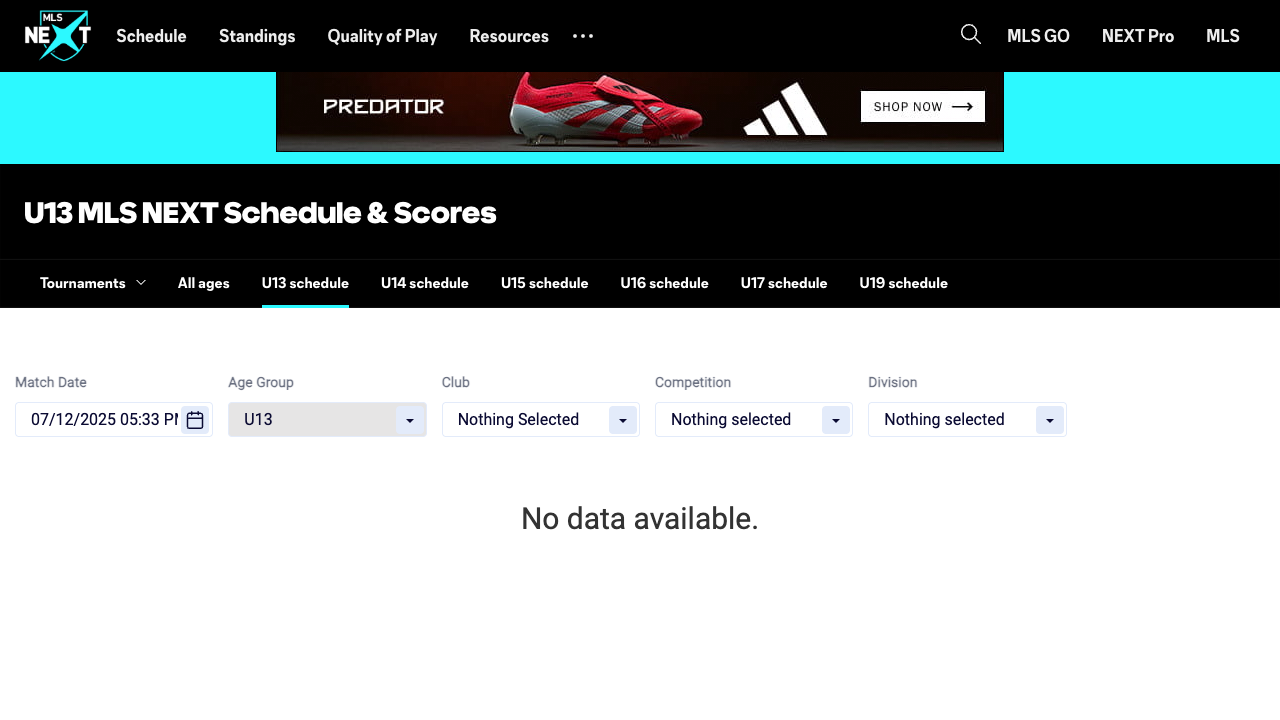 MLS
NEXT
Schedule
Standings
Quality of Play
Resources
MLS GO
NEXT Pro
MLS
PREDATOR
SHOP NOW
U13 MLS NEXT Schedule & Scores
Tournaments
All ages
U13 schedule
U14 schedule
U15 schedule
U16 schedule
U17 schedule
U19 schedule
Match Date
Age Group
Club
Competition
Division
07/12/2025 05:33 PM
U13
Nothing Selected
Nothing selected
Nothing selected
No data available.